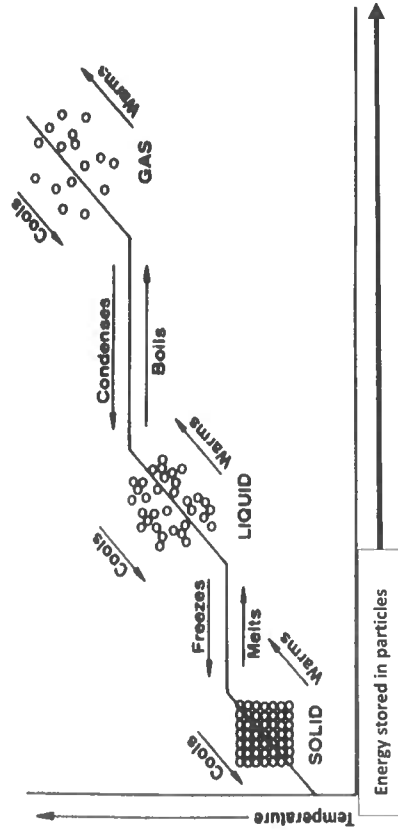 Temperature
Cools
SOLID
Warms
Freezes
Melts
Cools
LIQUID
Warms
Condenses
Boils
Cools
GAS
Warms
Energy stored in particles